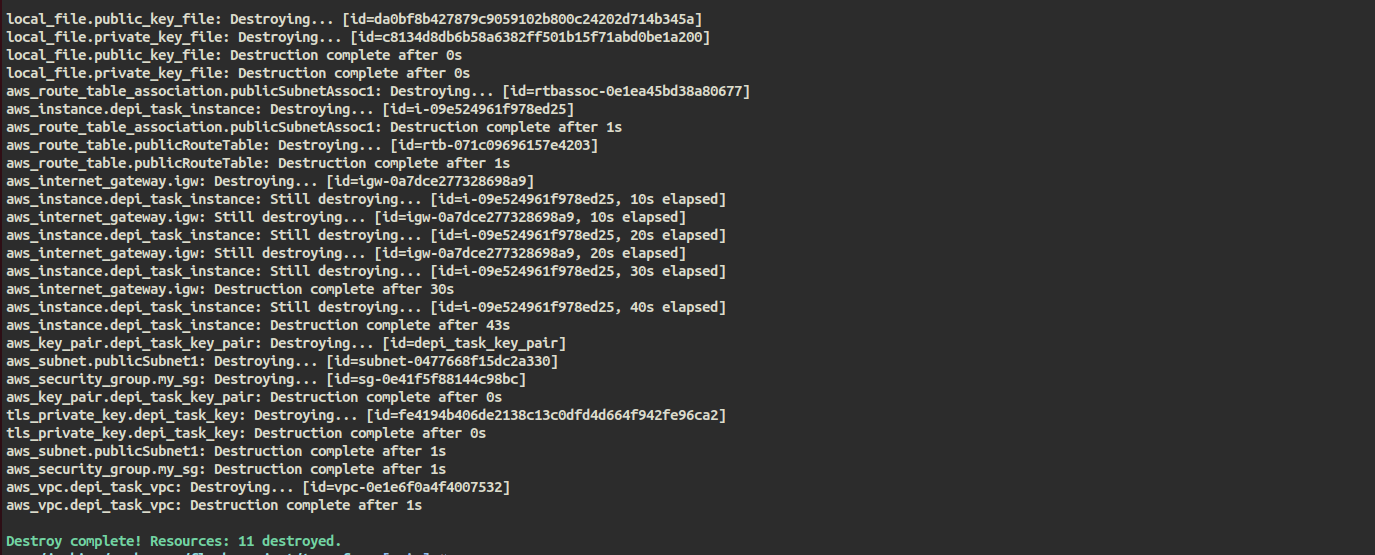 local_file.public_key_file: Destroying... [id=da0bf8b427879c9059102b800c24202d714b345a]
local_file.private_key_file: Destroying... [id=c8134d8db6b58a6382ff501b15f71abd0be1a200]
local_file.public_key_file: Destruction complete after 0s
local_file.private_key_file: Destruction complete after 0s
aws_route_table_association.publicSubnetAssoc1: Destroying... [id=rtbassoc-0e1ea45bd38a80677]
aws_instance.depi_task_instance: Destroying... [id=i-09e524961f978ed25]
aws_route_table_association.publicSubnetAssoc1: Destruction complete after 1s
aws_route_table.publicRouteTable: Destroying... [id=rtb-071c09696157e4203]
aws_route_table.publicRouteTable: Destruction complete after 1s
aws_internet_gateway.igw: Destroying... [id=igw-0a7dce277328698a9]
aws_instance.depi_task_instance: Still destroying... [id=i-09e524961f978ed25, 10s elapsed]
aws_internet_gateway.igw: Still destroying... [id=igw-0a7dce277328698a9, 10s elapsed]
aws_instance.depi_task_instance: Still destroying... [id=i-09e524961f978ed25, 20s elapsed]
aws_internet_gateway.igw: Still destroying... [id=igw-0a7dce277328698a9, 20s elapsed]
aws_instance.depi_task_instance: Still destroying... [id=i-09e524961f978ed25, 30s elapsed]
aws_internet_gateway.igw: Destruction complete after 30s
aws_instance.depi_task_instance: Still destroying... [id=i-09e524961f978ed25, 40s elapsed]
aws_instance.depi_task_instance: Destruction complete after 43s
aws_key_pair.depi_task_key_pair: Destroying... [id=depi_task_key_pair]
aws_subnet.publicSubnet1: Destroying... [id=subnet-0477668f15dc2a330]
aws_security_group.my_sg: Destroying... [id=sg-0e41f5f88144c98bc]
aws_key_pair.depi_task_key_pair: Destruction complete after 0s
tls_private_key.depi_task_key: Destroying... [id=fe4194b406de2138c13c0dfd4d664f942fe96ca2]
tls_private_key.depi_task_key: Destruction complete after 0s
aws_subnet.publicSubnet1: Destruction complete after 1s
aws_security_group.my_sg: Destruction complete after 1s
aws_vpc.depi_task_vpc: Destroying... [id=vpc-0e1e6f0a4f4007532]
aws_vpc.depi_task_vpc: Destruction complete after 1s
Destroy complete! Resources: 11 destroyed.